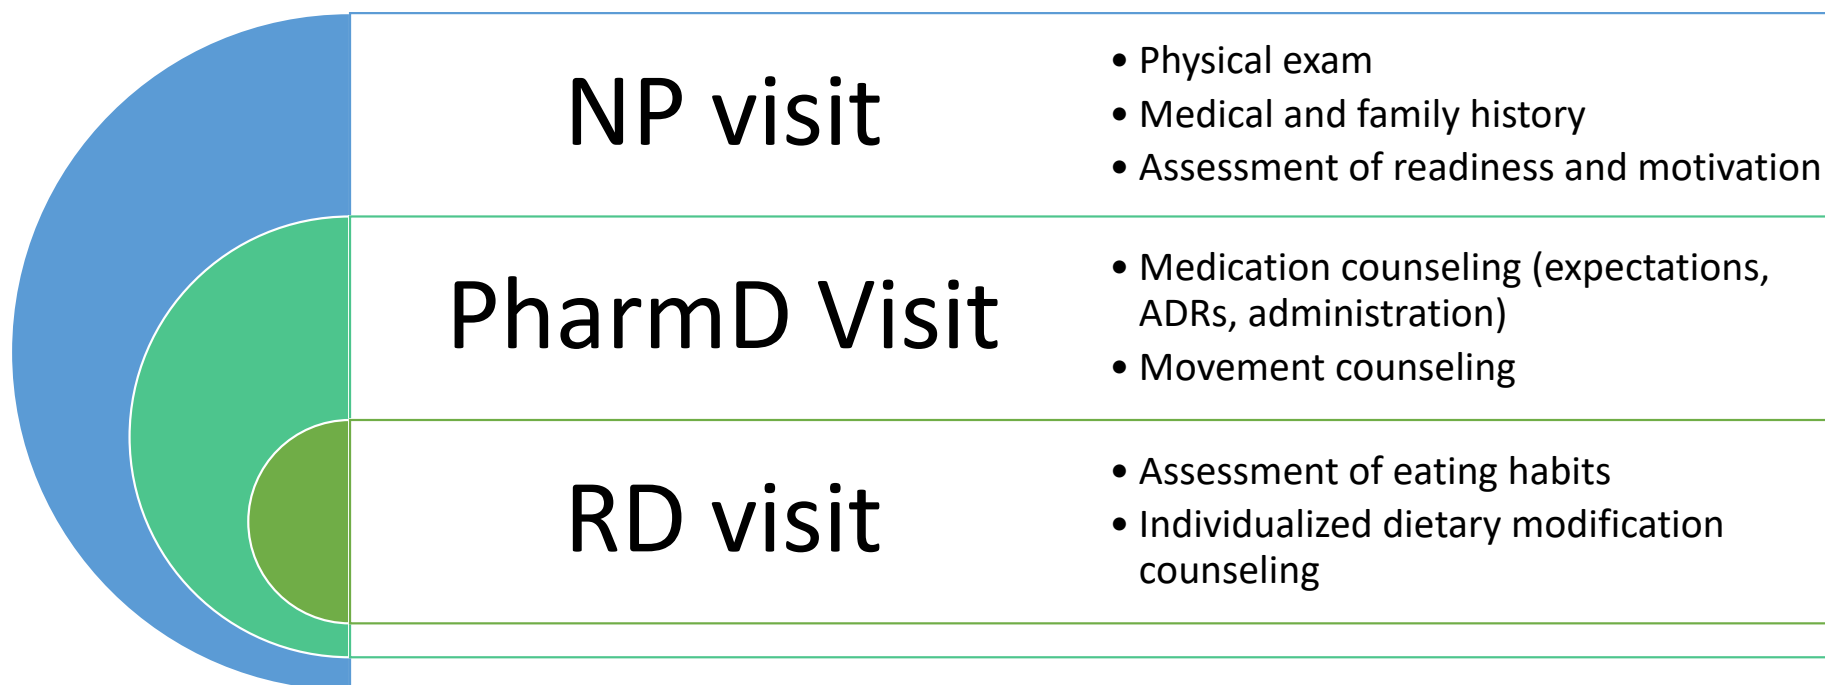 NP visit
• Physical exam
• Medical and family history
• Assessment of readiness and motivation
PharmD Visit
• Medication counseling (expectations,
ADRs, administration)
• Movement counseling
RD visit
• Assessment of eating habits
• Individualized dietary modification
counseling